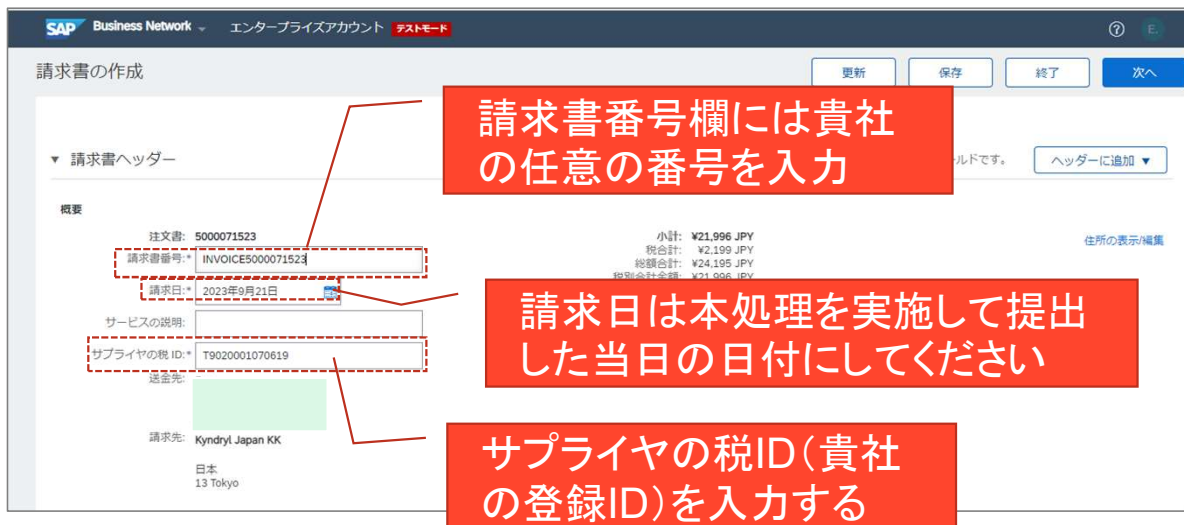 SAP Business Network エンタープライズアカウント テストモード
E.
請求書の作成
更新
保存
終了
次へ
請求書番号欄には貴社
の任意の番号を入力
▼ 請求書ヘッダー
ルドです。
ヘッダーに追加 ▼
概要
注文書: 5000071523
請求書番号:* INVOICE5000071523
請求日:* 2023年9月21日
サービスの説明:
サプライヤの税 ID:* T9020001070619
送金先: -
請求先: Kyndryl Japan KK
日本
13 Tokyo
小計: ¥21,996 JPY
税合計: ¥2,199 JPY
総額合計: ¥24,195 JPY
税別合計金額: ¥21,996 JPY
住所の表示/編集
請求日は本処理を実施して提出
した当日の日付にしてください
サプライヤの税ID(貴社
の登録ID)を入力する